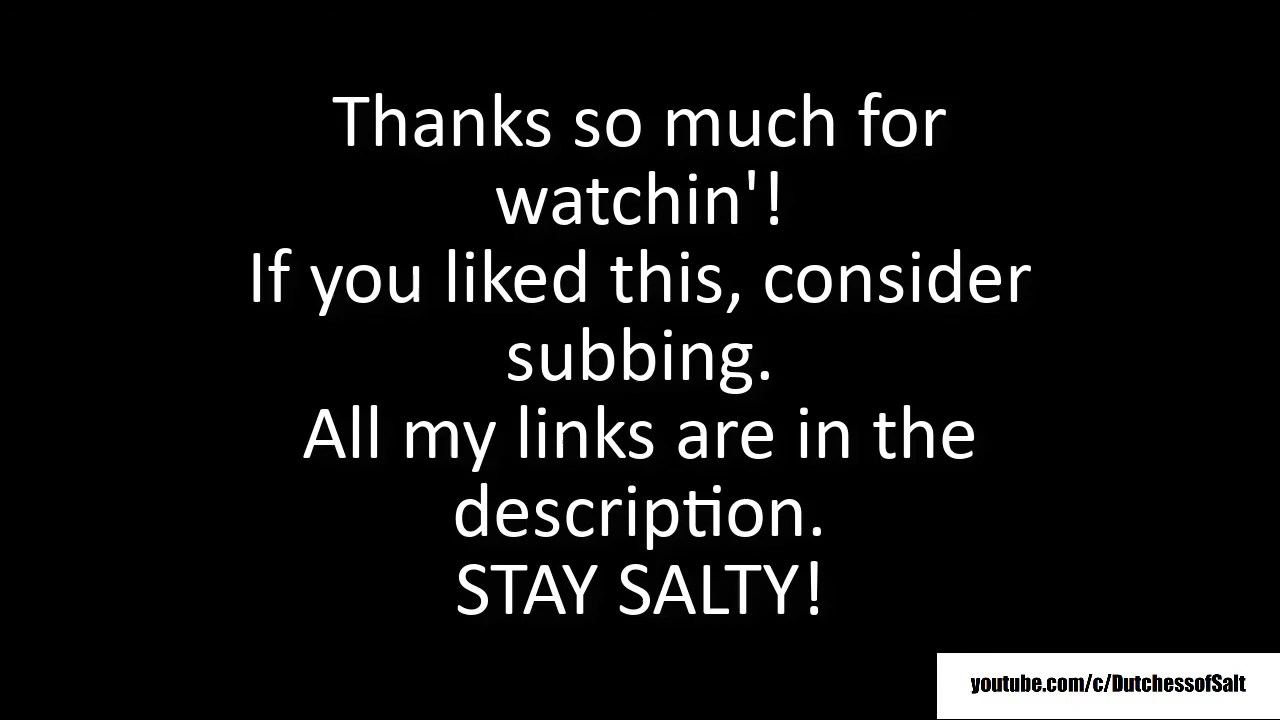 Thanks so much for
watchin'!
If you liked this, consider
subbing.
All my links are in the
description.
STAY SALTY!
youtube.com/c/DutchessofSalt